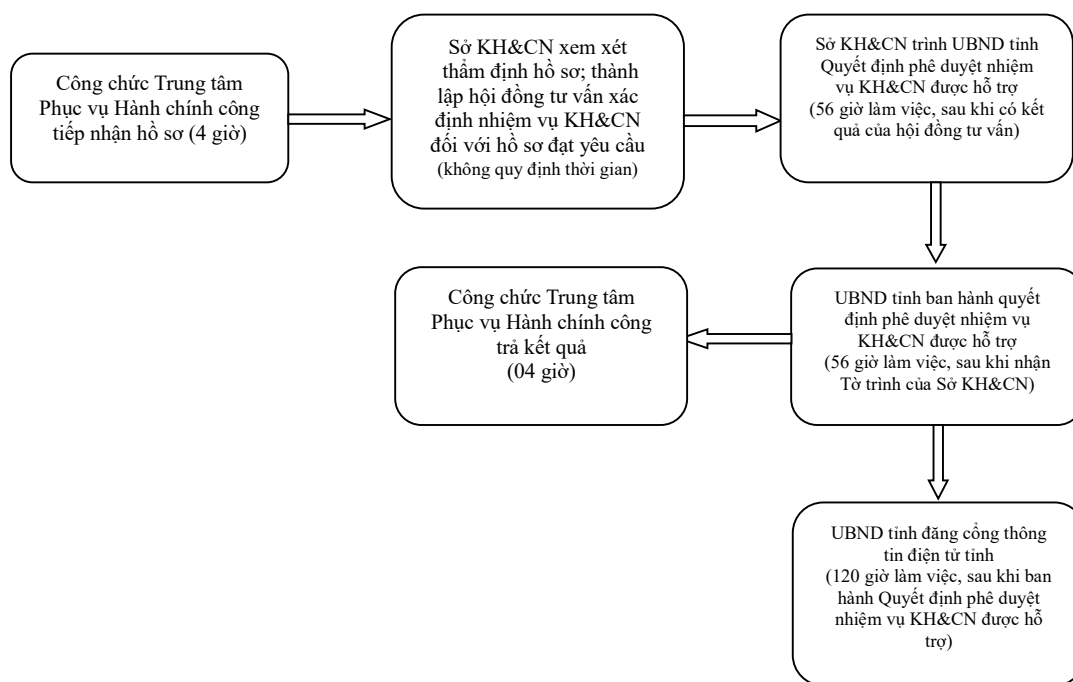 Công chức Trung tâm
Phục vụ Hành chính công
tiếp nhận hồ sơ (4 giờ)
Sở KH&CN xem xét
thẩm định hồ sơ; thành
lập hội đồng tư vấn xác
định nhiệm vụ KH&CN
đối với hồ sơ đạt yêu cầu
(không quy định thời gian)
Sở KH&CN trình UBND tỉnh
Quyết định phê duyệt nhiệm
vụ KH&CN được hỗ trợ
(56 giờ làm việc, sau khi có kết
quả của hội đồng tư vấn)
UBND tỉnh ban hành quyết
định phê duyệt nhiệm vụ
KH&CN được hỗ trợ
(56 giờ làm việc, sau khi nhận
Tờ trình của Sở KH&CN)
Công chức Trung tâm
Phục vụ Hành chính công
trả kết quả
(04 giờ)
UBND tỉnh đăng cổng thông
tin điện tử tỉnh
(120 giờ làm việc, sau khi ban
hành Quyết định phê duyệt
nhiệm vụ KH&CN được hỗ
trợ)